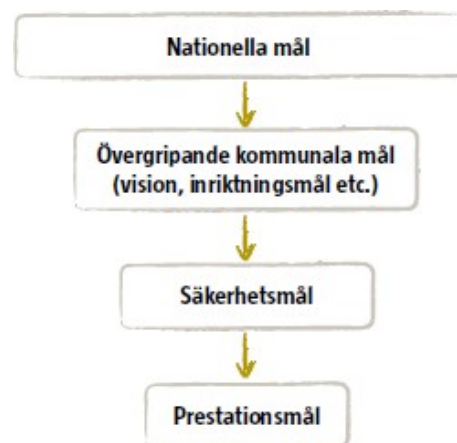 Nationella mål
Övergripande kommunala mål
(vision, inriktningsmål etc.)
Säkerhetsmål
Prestationsmål